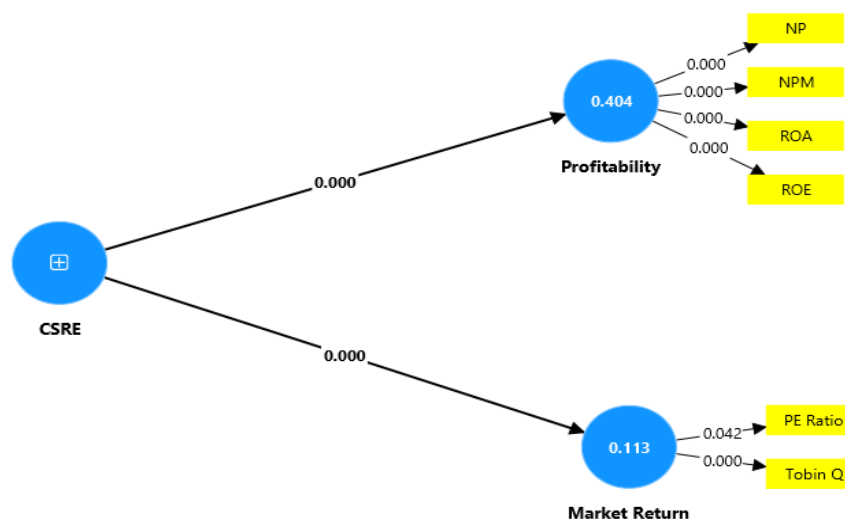 NP
0.000
NPM
0.000
0.404
0.000
ROA
0.000
Profitability
ROE
0.000
CSRE
0.000
PE Ratio
0.042
0.113
0.000
Tobin Q
Market Return